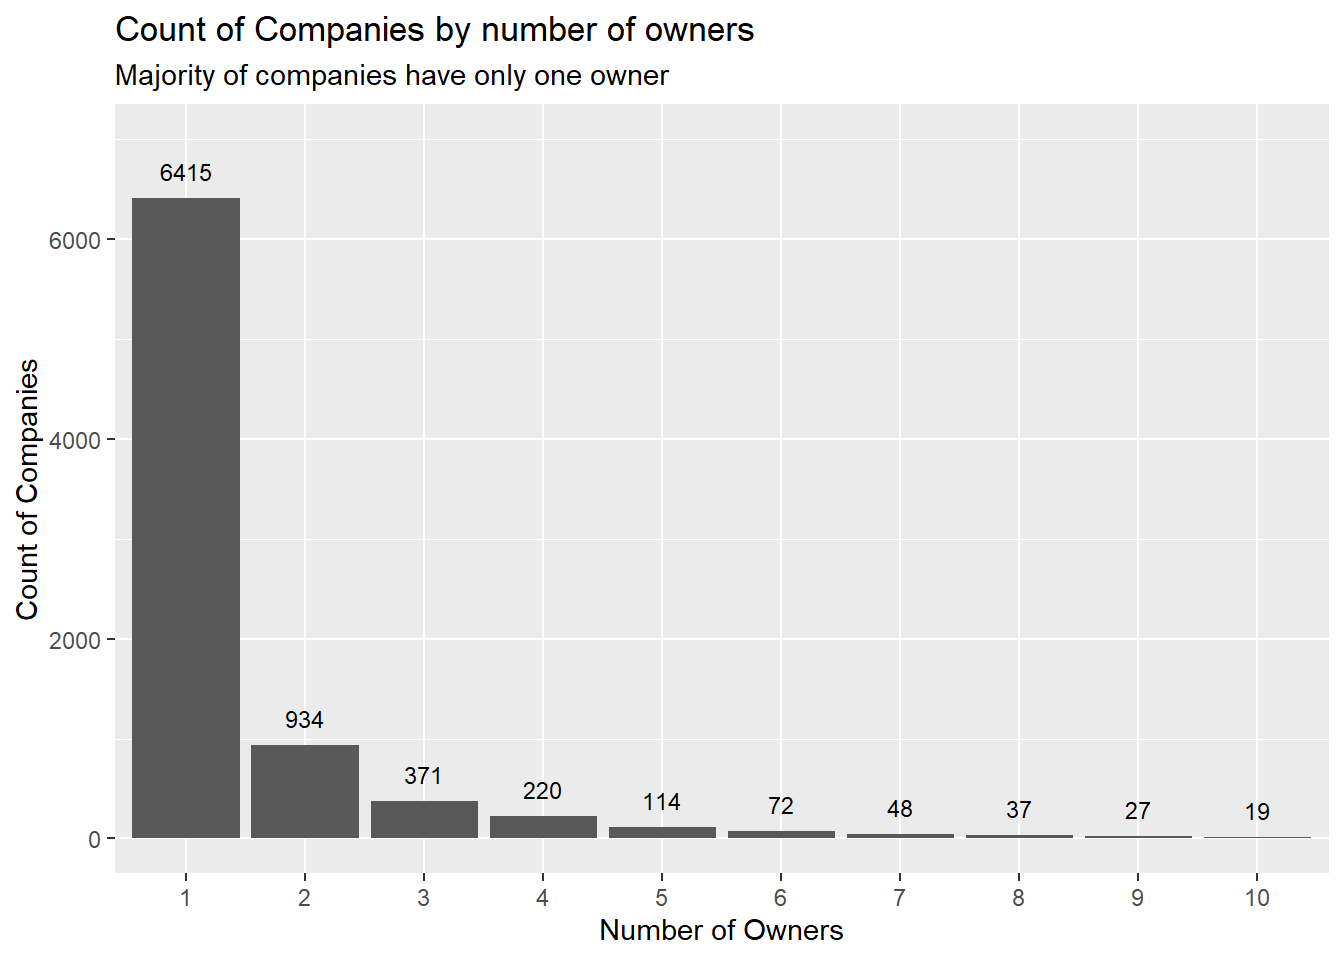 Count of Companies by number of owners
Majority of companies have only one owner
6415
934
371
220
114
72
48
37
27
19
6000
4000
2000
0
Count of Companies
1 2 3 4 5 6 7 8 9 10
Number of Owners